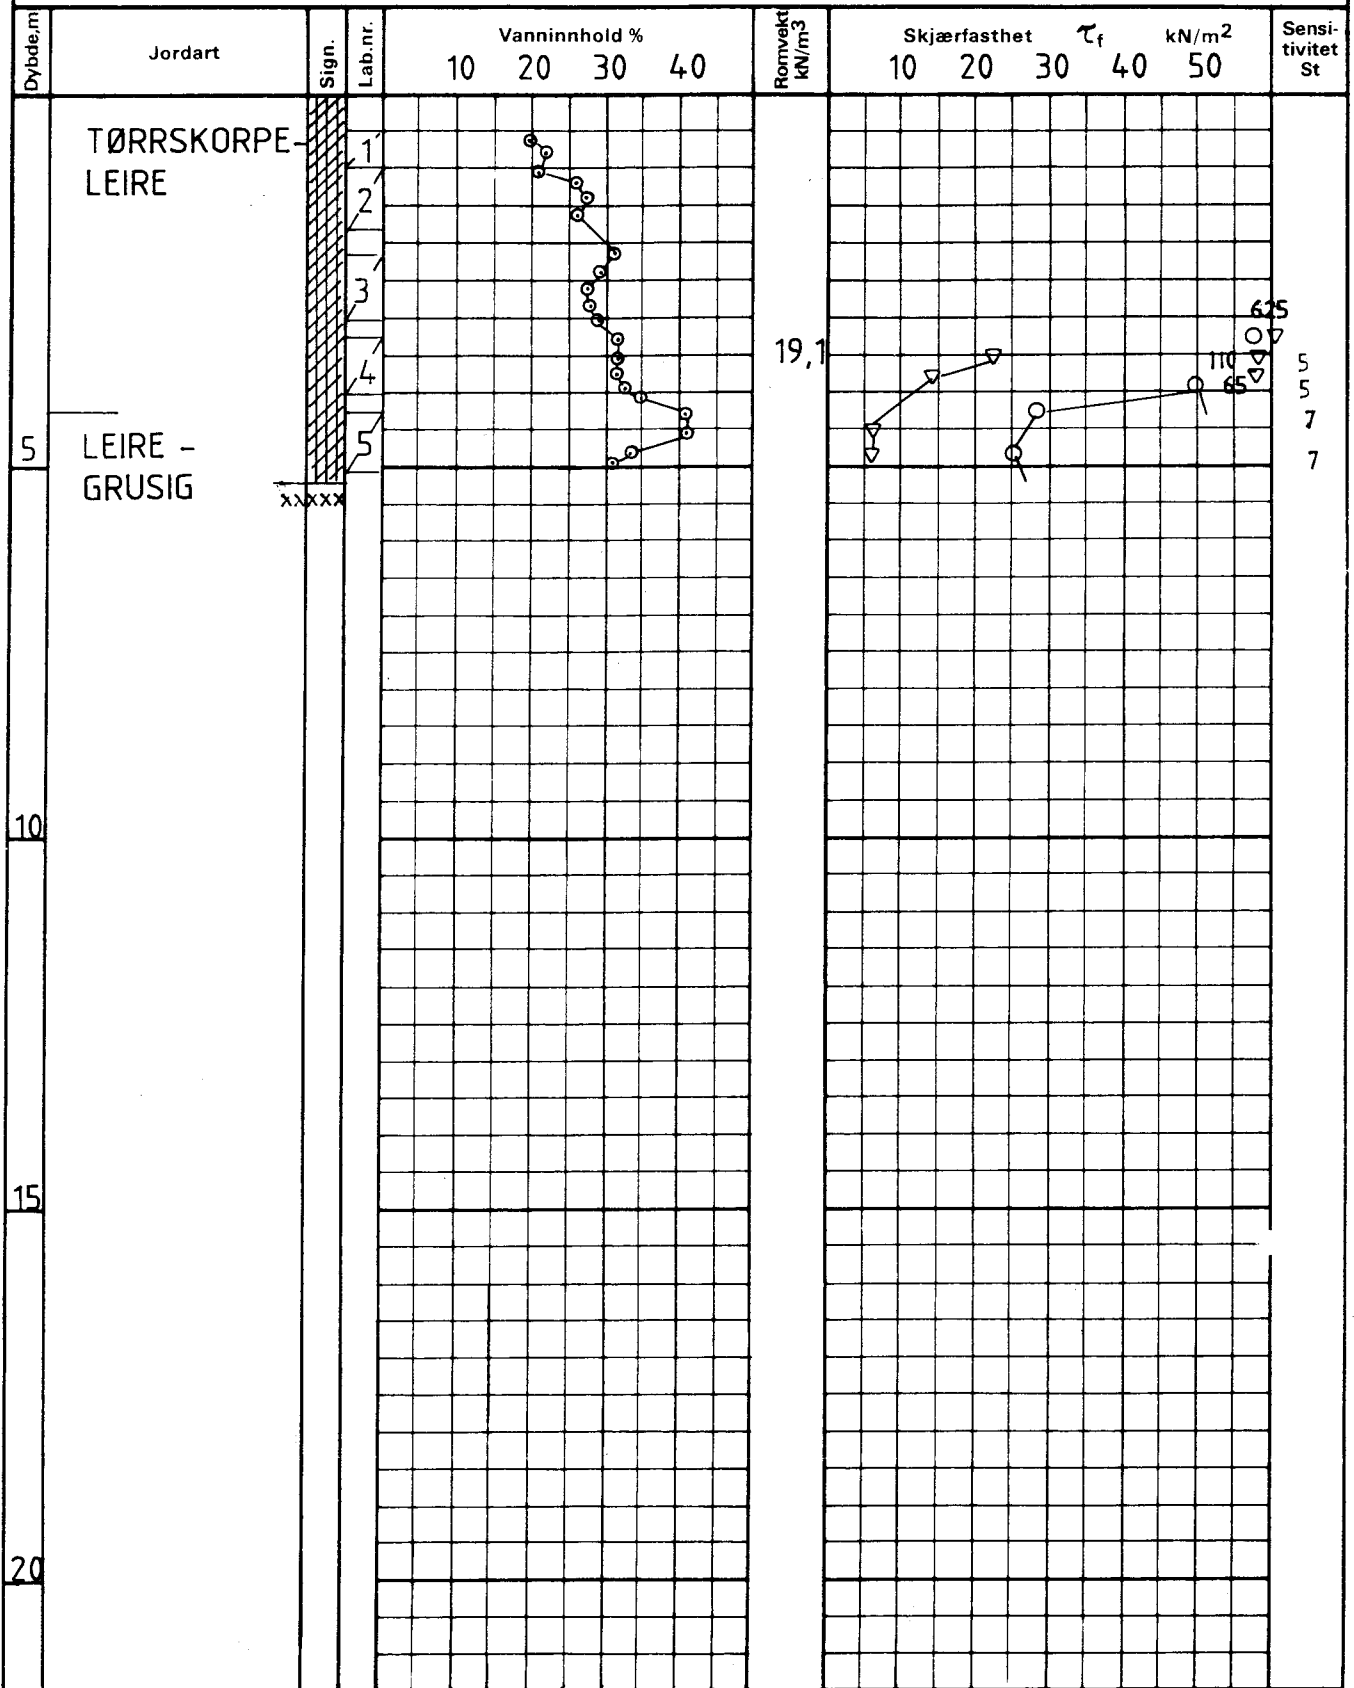 Dybde,m
Jordart
Sign.
Lab.nr.
Vanninnhold %
10 20 30 40
Romvekt
kN/m³
Skjærfasthet τf kN/m²
10 20 30 40 50
Sensi-
tivitet
St
TØRRSKORPE-
LEIRE
1
2
3
4
5
19,1
625
110
65
5
5
7
7
5
LEIRE -
GRUSIG
xxxxxx
10
15
20